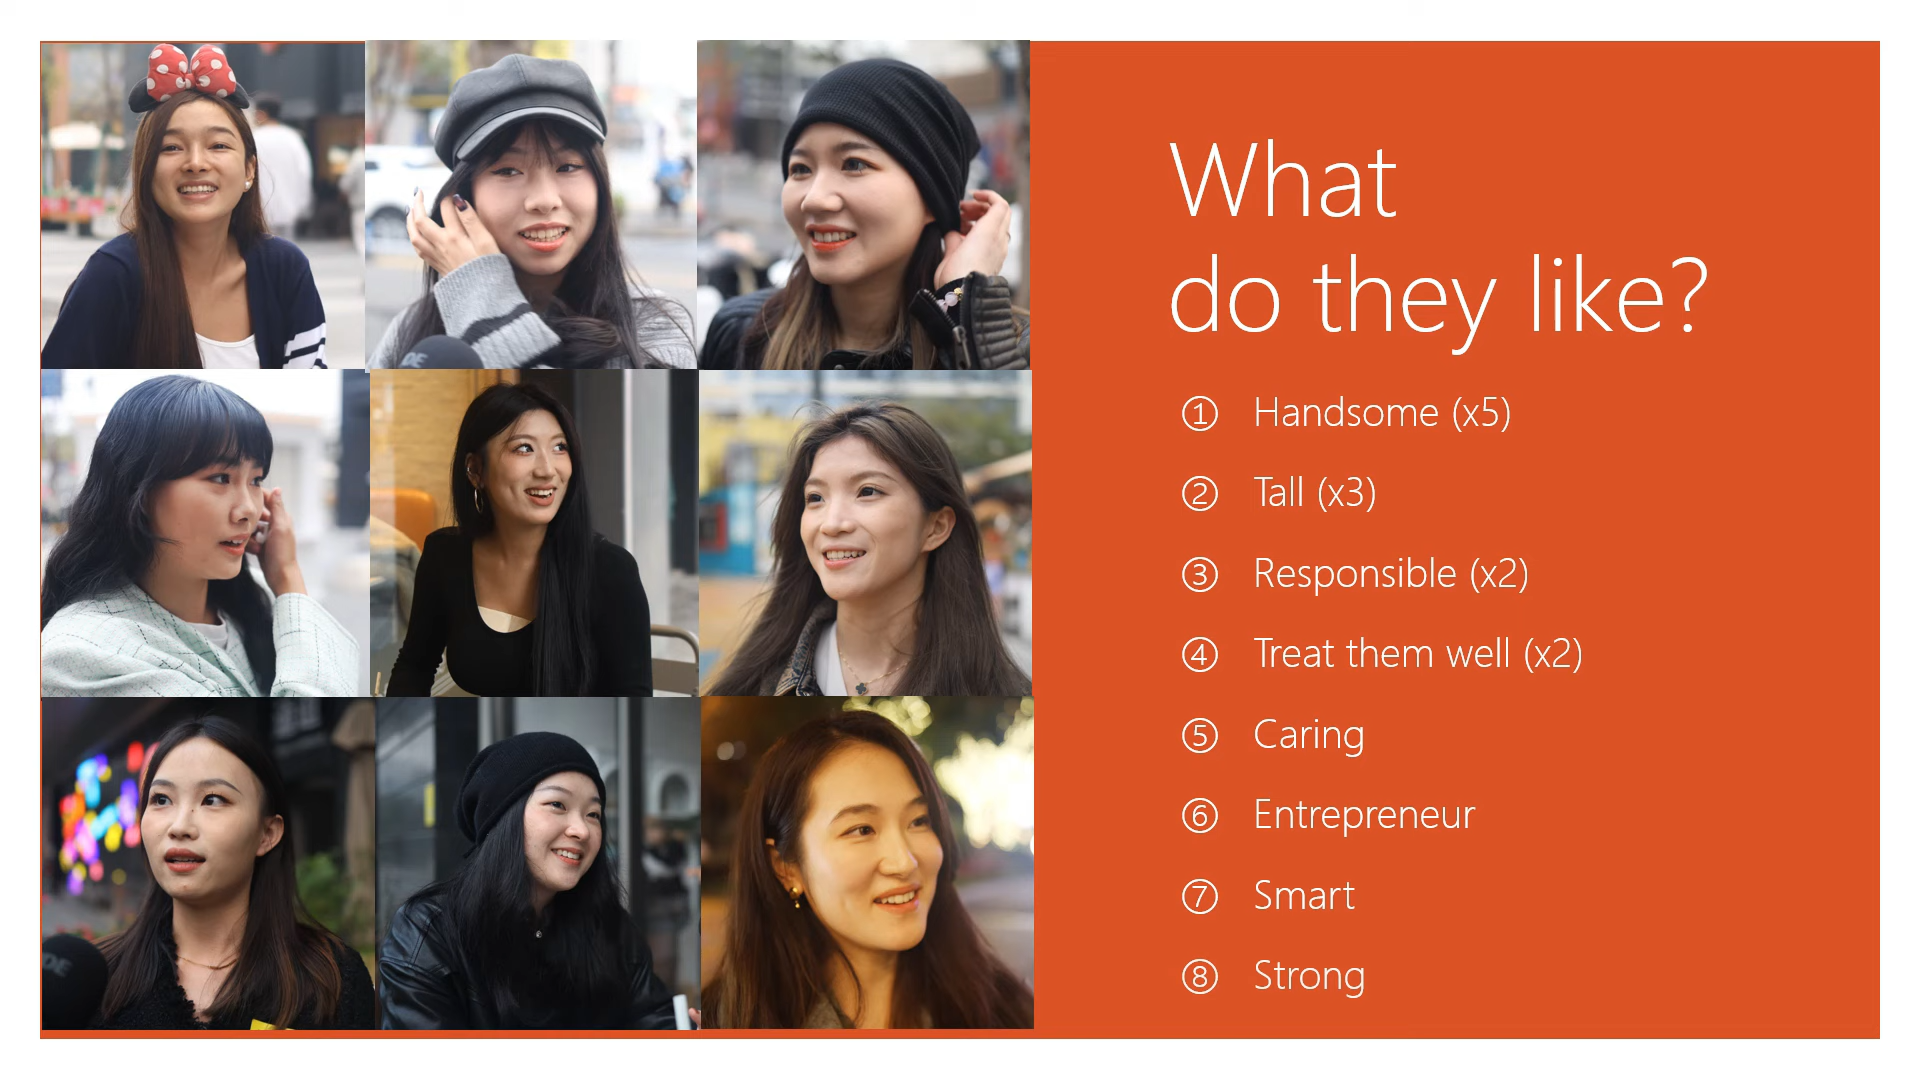 What
do they like?
① Handsome (x5)
② Tall (x3)
③ Responsible (x2)
④ Treat them well (x2)
⑤ Caring
⑥ Entrepreneur
⑦ Smart
⑧ Strong